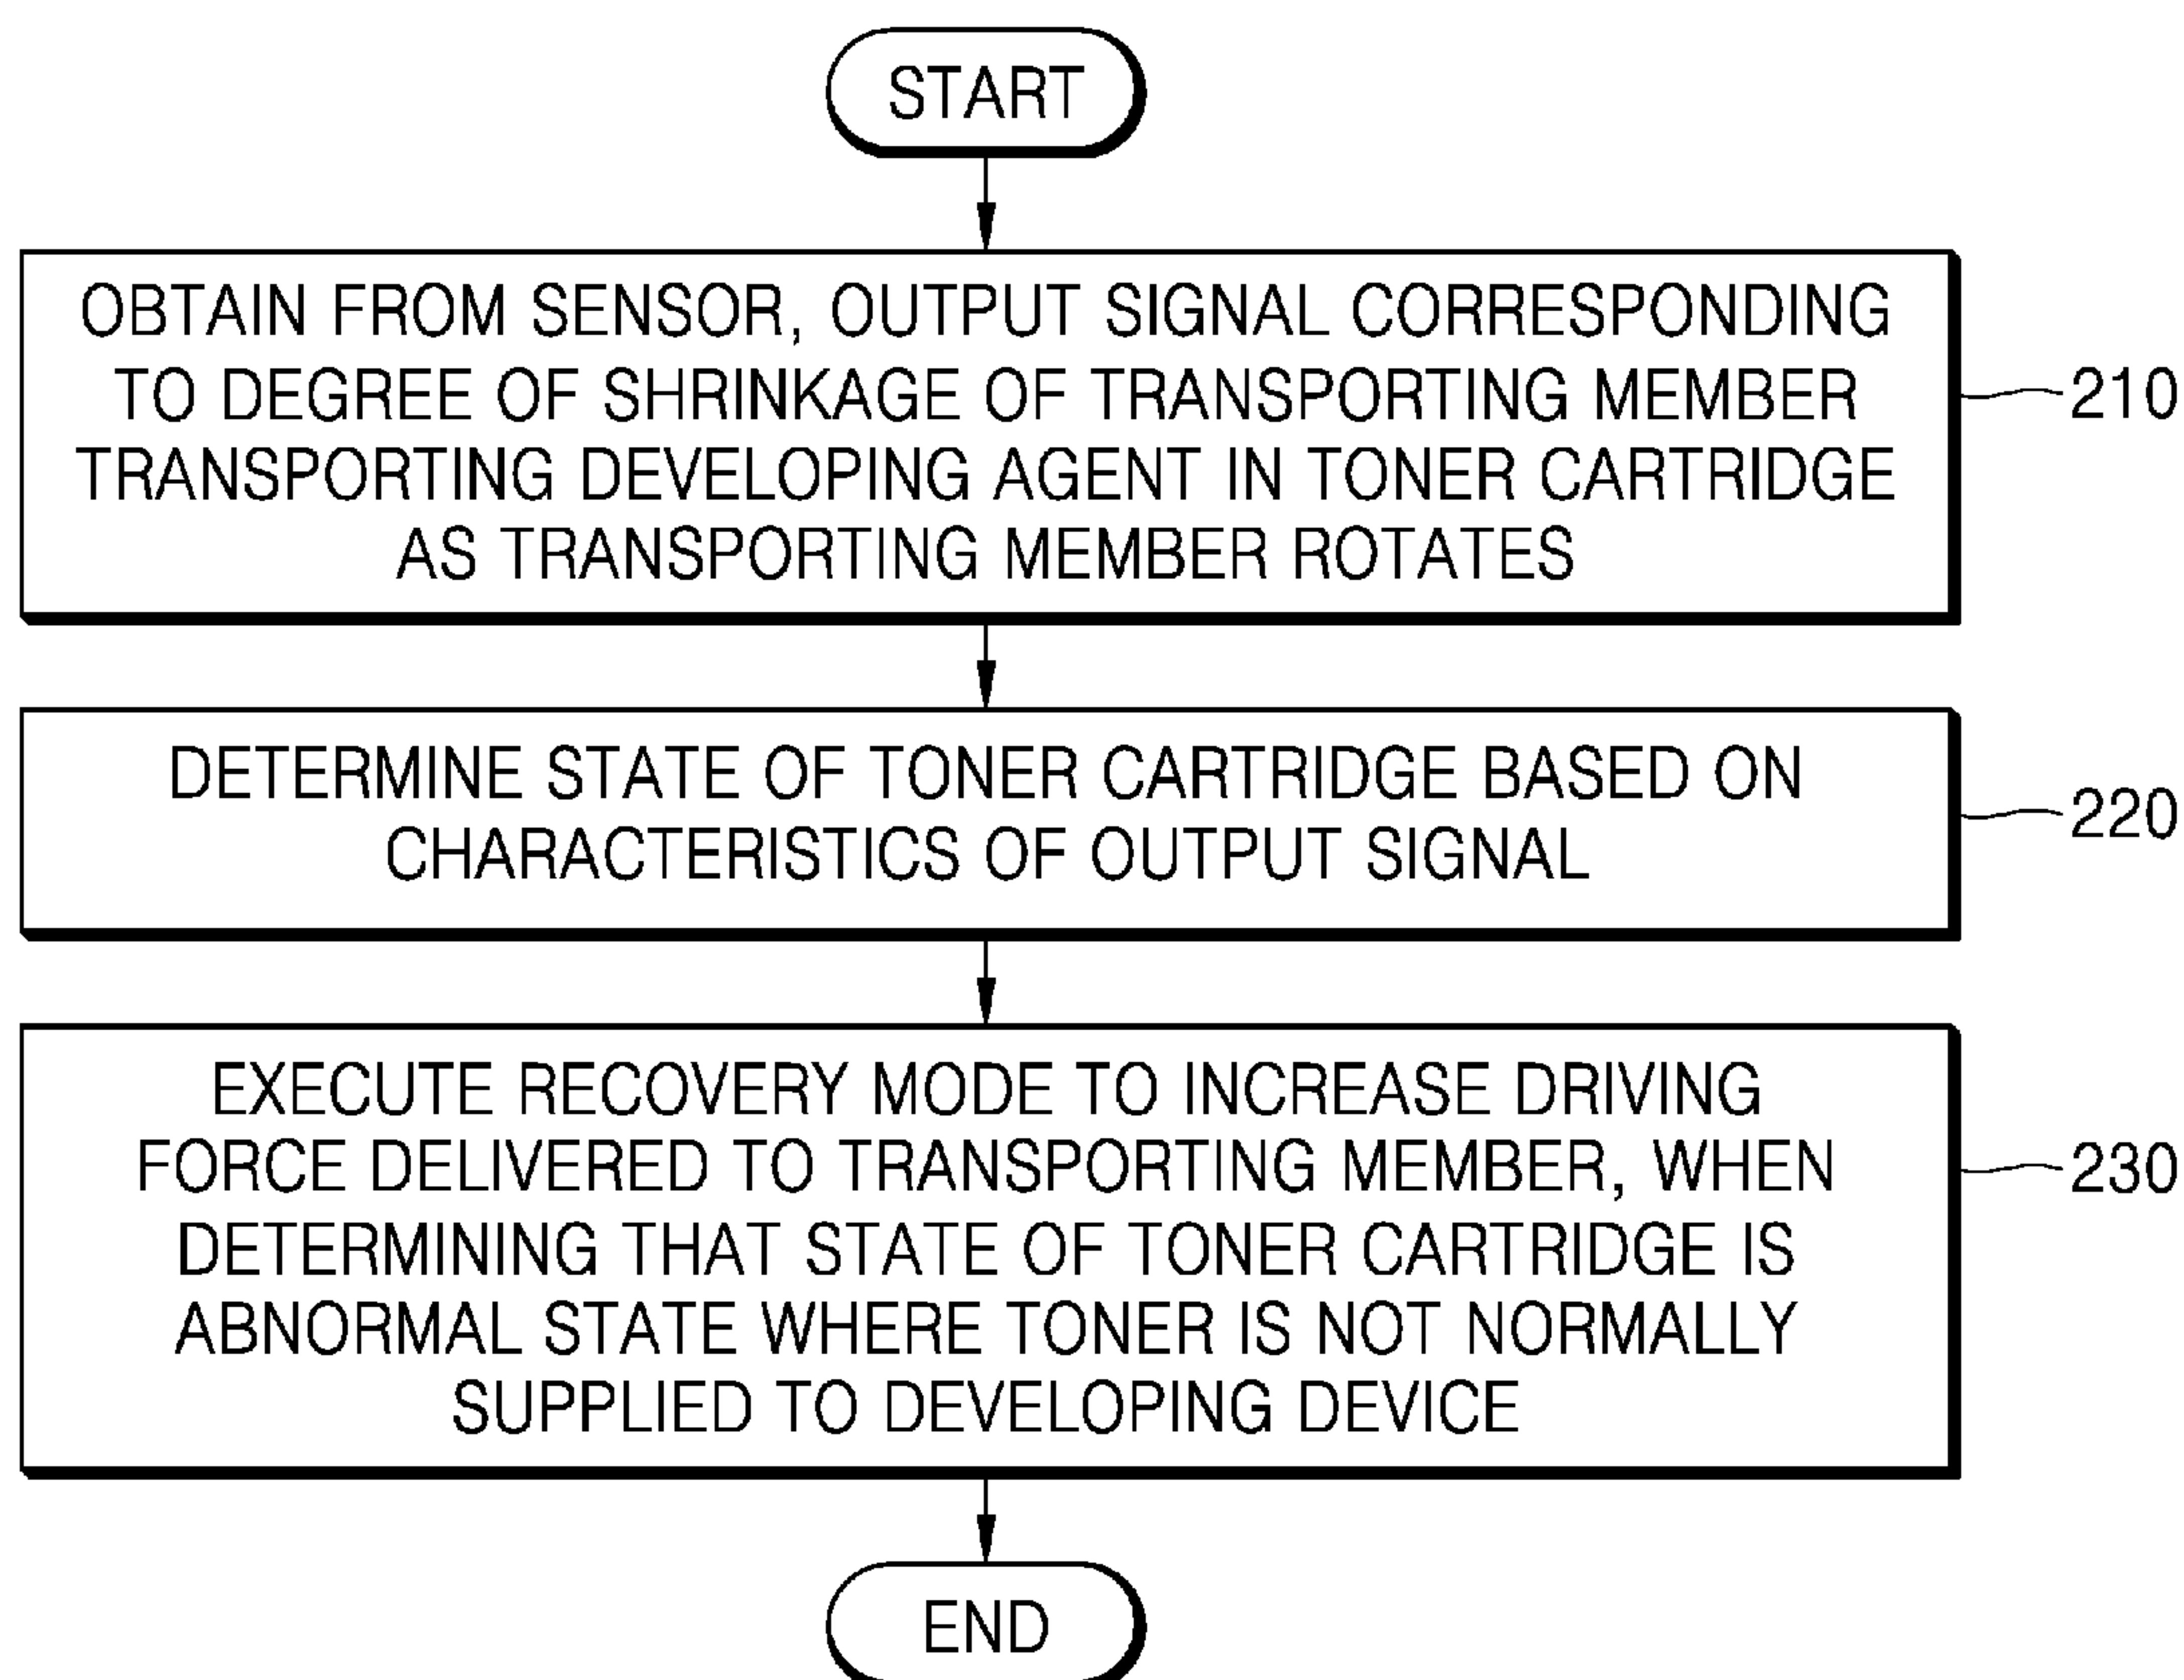 START
OBTAIN FROM SENSOR, OUTPUT SIGNAL CORRESPONDING
TO DEGREE OF SHRINKAGE OF TRANSPORTING MEMBER
TRANSPORTING DEVELOPING AGENT IN TONER CARTRIDGE
AS TRANSPORTING MEMBER ROTATES
210
DETERMINE STATE OF TONER CARTRIDGE BASED ON
CHARACTERISTICS OF OUTPUT SIGNAL
220
EXECUTE RECOVERY MODE TO INCREASE DRIVING
FORCE DELIVERED TO TRANSPORTING MEMBER, WHEN
DETERMINING THAT STATE OF TONER CARTRIDGE IS
ABNORMAL STATE WHERE TONER IS NOT NORMALLY
SUPPLIED TO DEVELOPING DEVICE
230
END